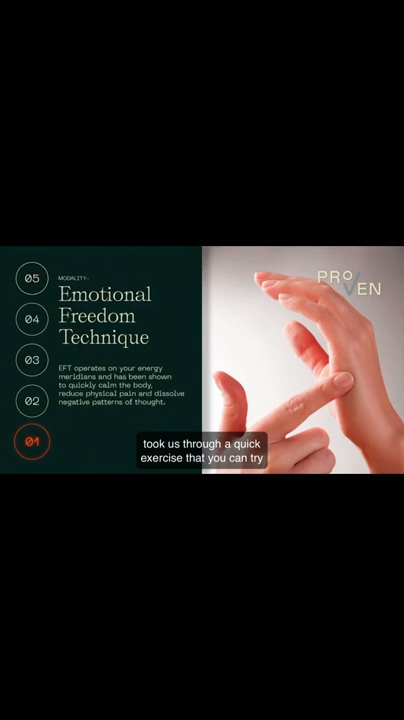 05
04
03
02
01
MODALITY–
Emotional
Freedom
Technique
EFT operates on your energy
meridians and has been shown
to quickly calm the body,
reduce physical pain and dissolve
negative patterns of thought.
PROVEN
took us through a quick
exercise that you can try